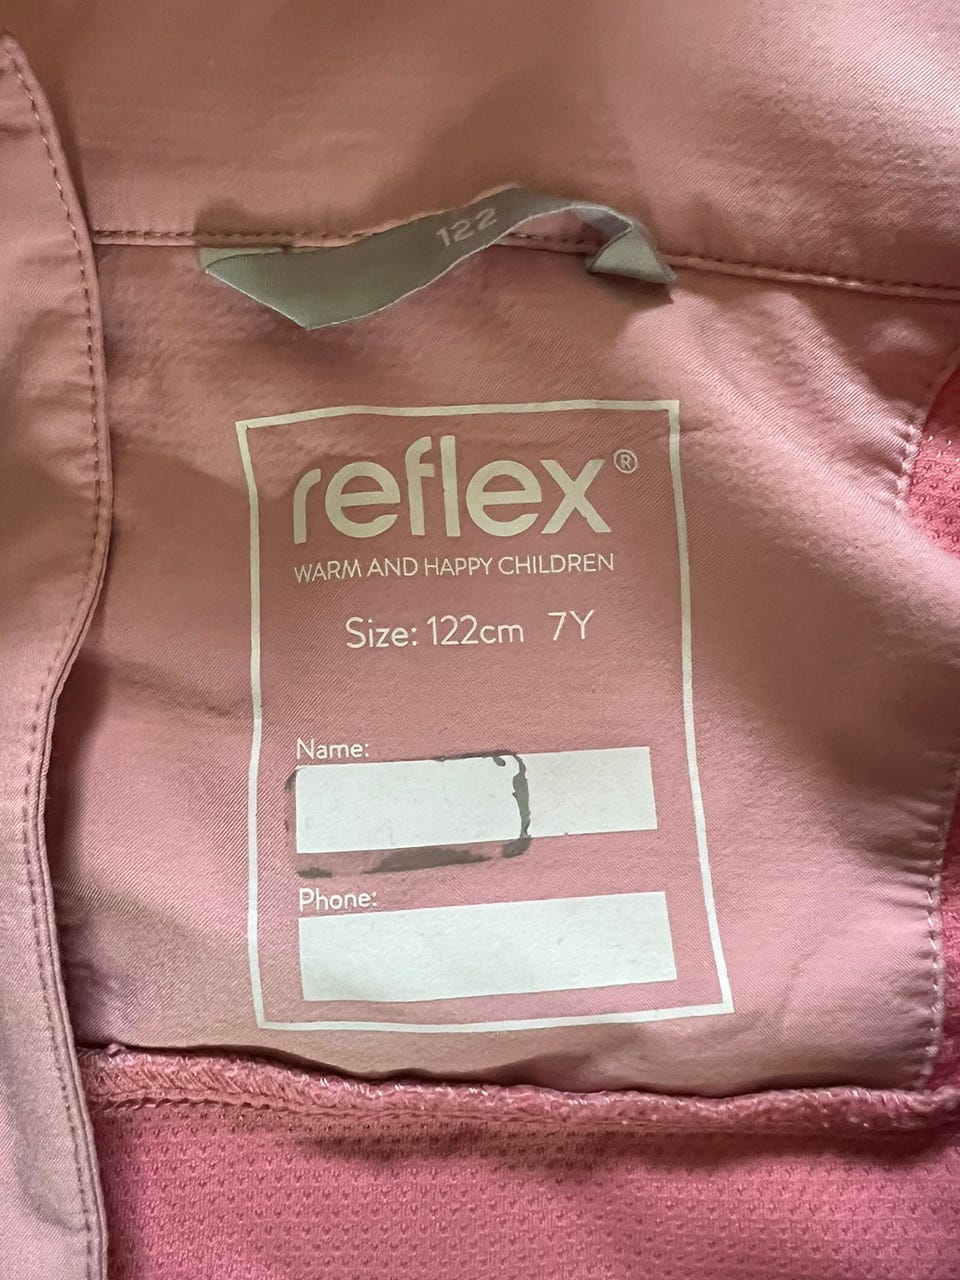 122
reflex®
WARM AND HAPPY CHILDREN
Size: 122cm 7Y
Name:
Phone: